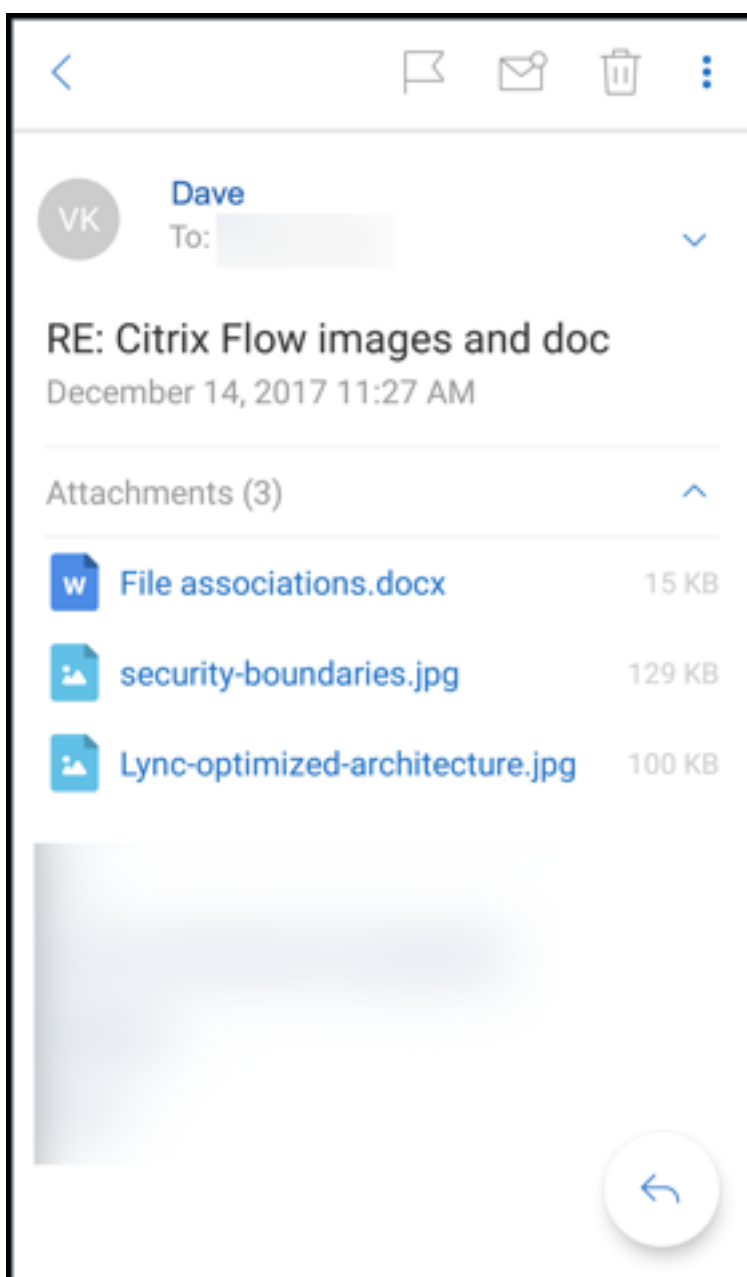 VK
Dave
To:
RE: Citrix Flow images and doc
December 14, 2017 11:27 AM
Attachments (3)
W File associations.docx 15 KB
security-boundaries.jpg 129 KB
Lync-optimized-architecture.jpg 100 KB